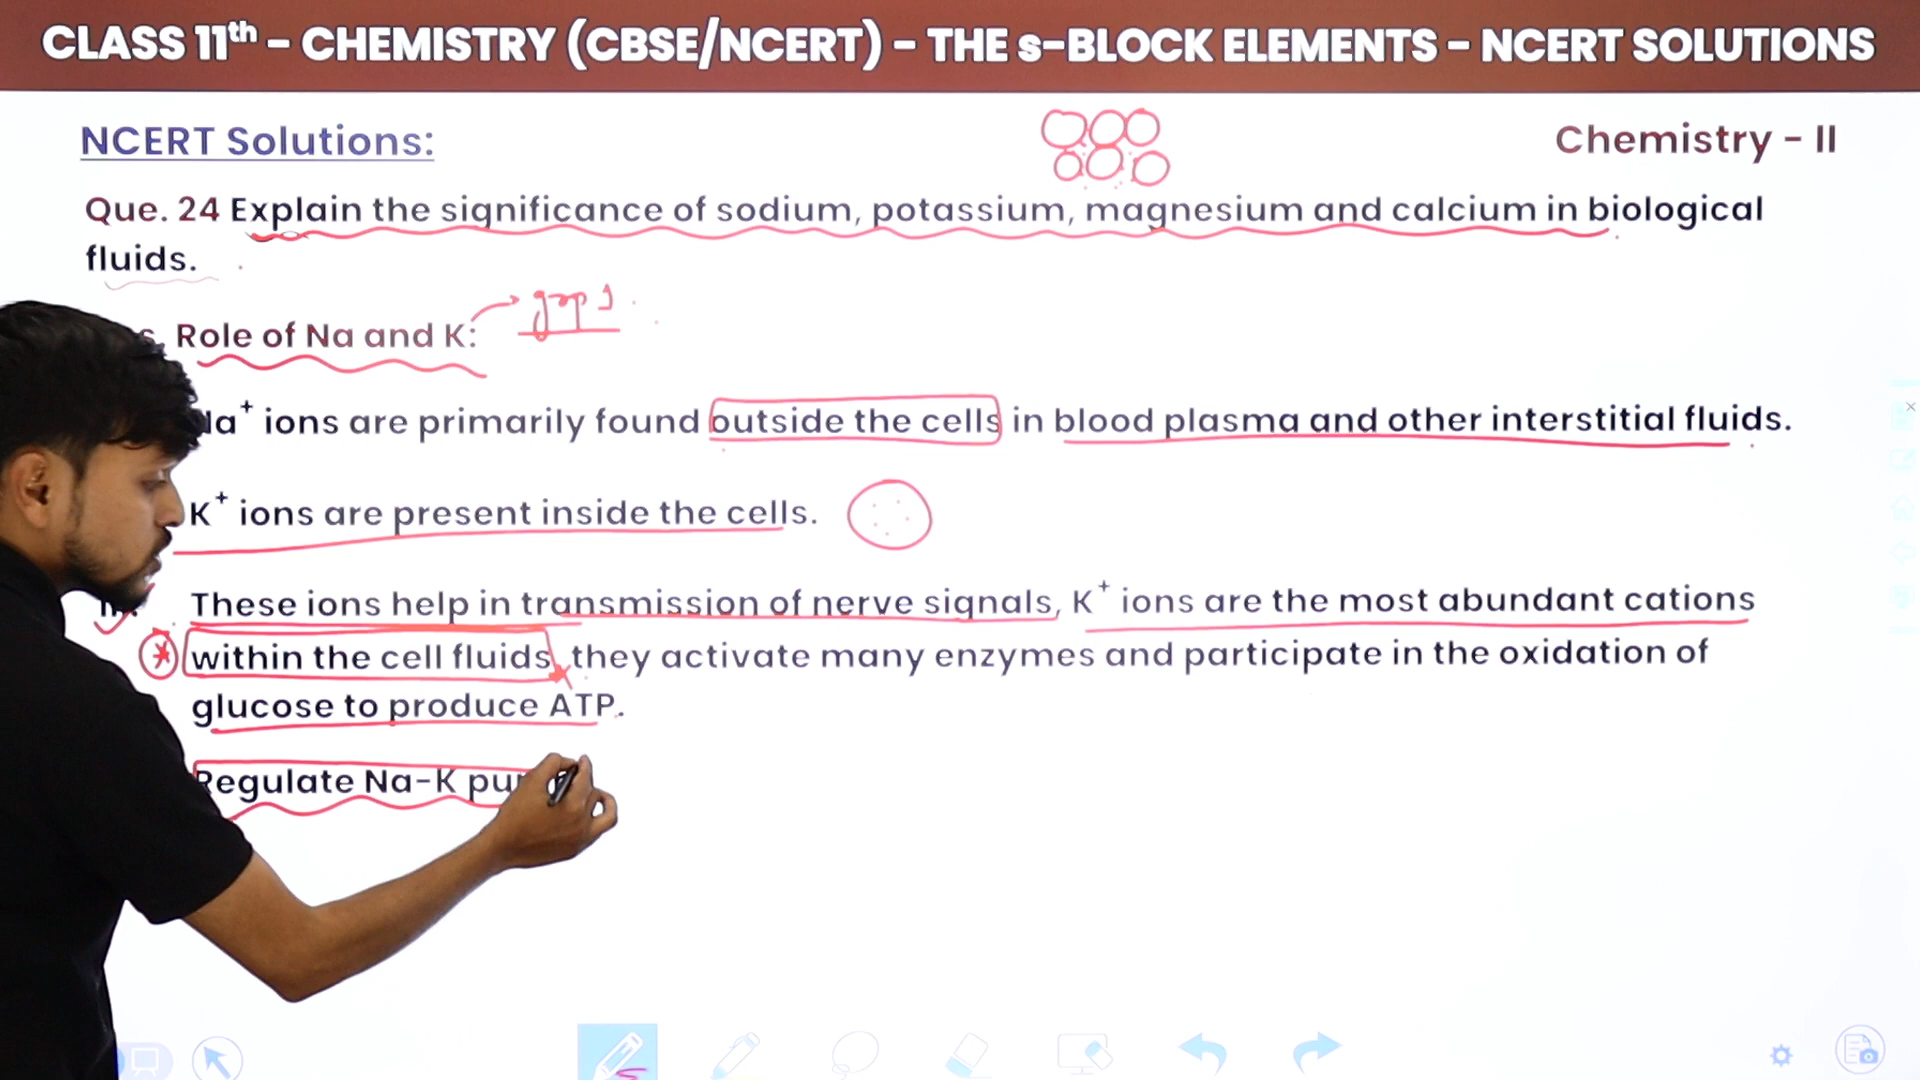 CLASS 11th - CHEMISTRY (CBSE/NCERT) - THE s-BLOCK ELEMENTS - NCERT SOLUTIONS
NCERT Solutions:
Chemistry - II
Que. 24 Explain the significance of sodium, potassium, magnesium and calcium in biological
fluids.
Role of Na and K:
grp 1
ions are primarily found outside the cells in blood plasma and other interstitial fluids.
K⁺ ions are present inside the cells.
These ions help in transmission of nerve signals, K⁺ ions are the most abundant cations
within the cell fluids, they activate many enzymes and participate in the oxidation of
glucose to produce ATP.
Regulate Na-K